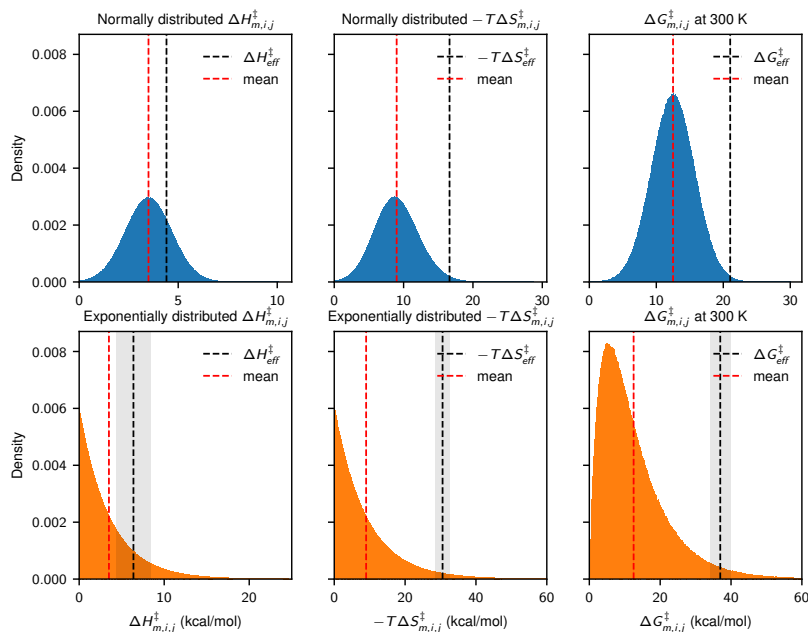 Normally distributed ΔH‡m,i,j
Normally distributed − TΔS‡m,i,j
ΔG‡m,i,j at 300 K
Density
0.008
0.006
0.004
0.002
0.000
ΔH‡eff
mean
0
5
10
−TΔS‡eff
mean
0
10
20
30
ΔG‡eff
mean
0
10
20
30
Exponentially distributed ΔH‡m,i,j
Exponentially distributed − TΔS‡m,i,j
ΔG‡m,i,j at 300 K
Density
0.008
0.006
0.004
0.002
0.000
ΔH‡eff
mean
0
10
20
ΔH‡m,i,j (kcal/mol)
−TΔS‡eff
mean
0
20
40
60
−TΔS‡m,i,j (kcal/mol)
ΔG‡eff
mean
0
20
40
60
ΔG‡m,i,j (kcal/mol)